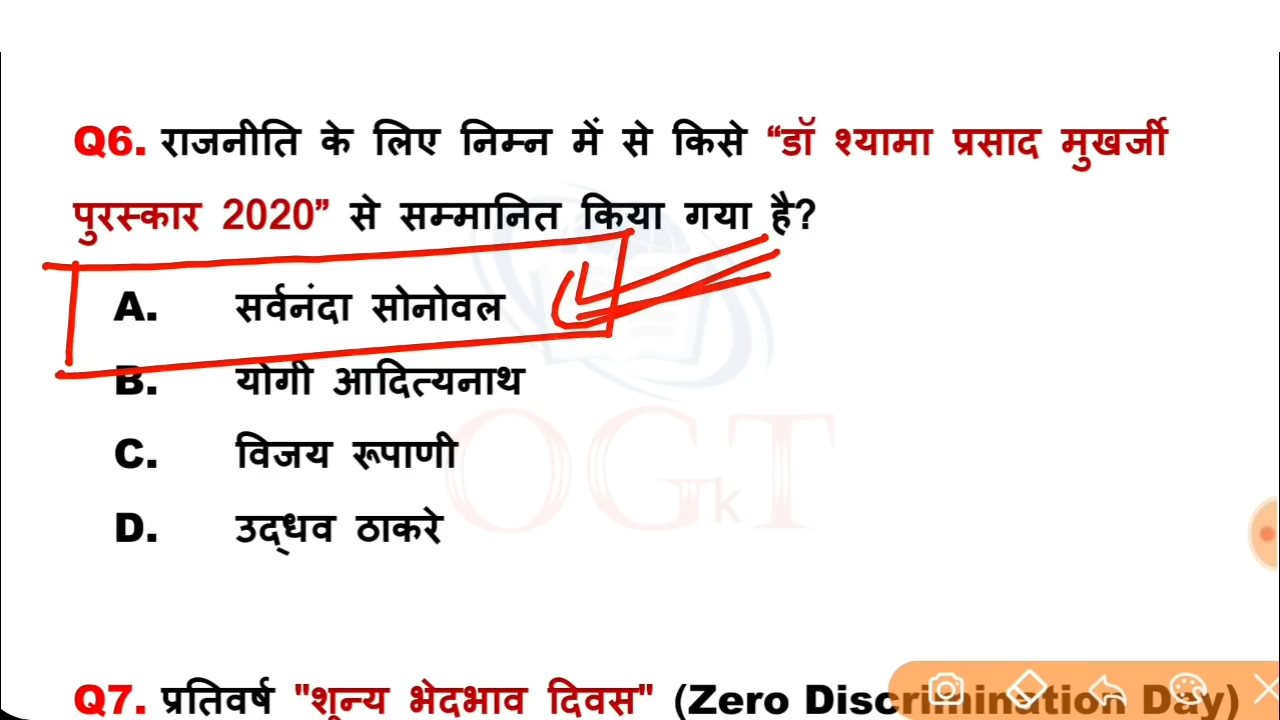 Q6. राजनीति के लिए निम्न में से किसे “डॉ श्यामा प्रसाद मुखर्जी
पुरस्कार 2020” से सम्मानित किया गया है?
A. सर्वनंदा सोनोवल
B. योगी आदित्यनाथ
C. विजय रूपाणी
D. उद्धव ठाकरे
OGT
k
Q7. प्रतिवर्ष "शून्य भेदभाव दिवस" (Zero Discrimination Day)